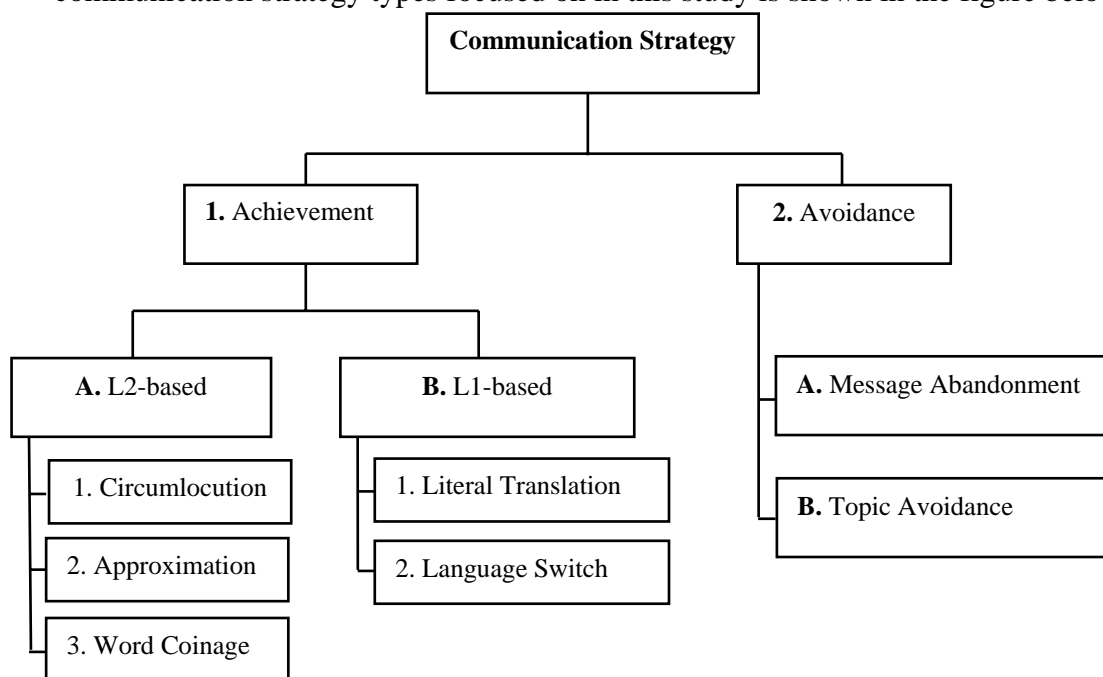 communication strategy types focused on in this study is shown in the figure belo
Communication Strategy
1. Achievement
2. Avoidance
A. L2-based
B. L1-based
A. Message Abandonment
1. Circumlocution
1. Literal Translation
B. Topic Avoidance
2. Approximation
2. Language Switch
3. Word Coinage